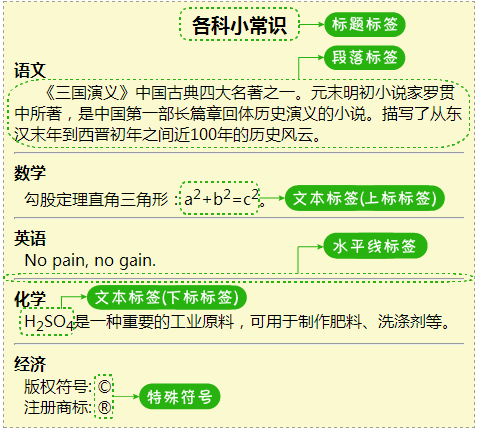 各科小常识
标题标签
段落标签
语文
《三国演义》中国古典四大名著之一。元末明初小说家罗贯
中所著，是中国第一部长篇章回体历史演义的小说。描写了从东
汉末年到西晋初年之间近100年的历史风云。
数学
勾股定理直角三角形：a²+b²=c²。
文本标签(上标标签)
英语
水平线标签
No pain, no gain.
化学
文本标签(下标标签)
H₂SO₄是一种重要的工业原料，可用于制作肥料、洗涤剂等。
经济
版权符号: ©
注册商标: ®
特殊符号